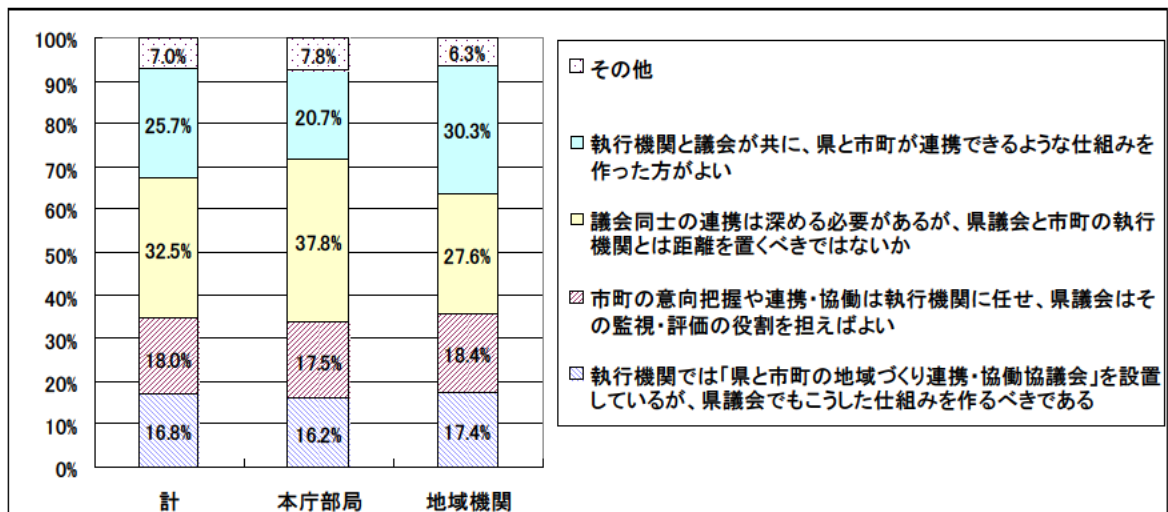 100%
90%
80%
70%
60%
50%
40%
30%
20%
10%
0%
7.0%
25.7%
32.5%
18.0%
16.8%
計
7.8%
20.7%
37.8%
17.5%
16.2%
本庁部局
6.3%
30.3%
27.6%
18.4%
17.4%
地域機関
その他
執行機関と議会が共に、県と市町が連携できるような仕組みを
作った方がよい
議会同士の連携は深める必要があるが、県議会と市町の執行
機関とは距離を置くべきではないか
市町の意向把握や連携・協働は執行機関に任せ、県議会はそ
の監視・評価の役割を担えばよい
執行機関では「県と市町の地域づくり連携・協働協議会」を設置
しているが、県議会でもこうした仕組みを作るべきである